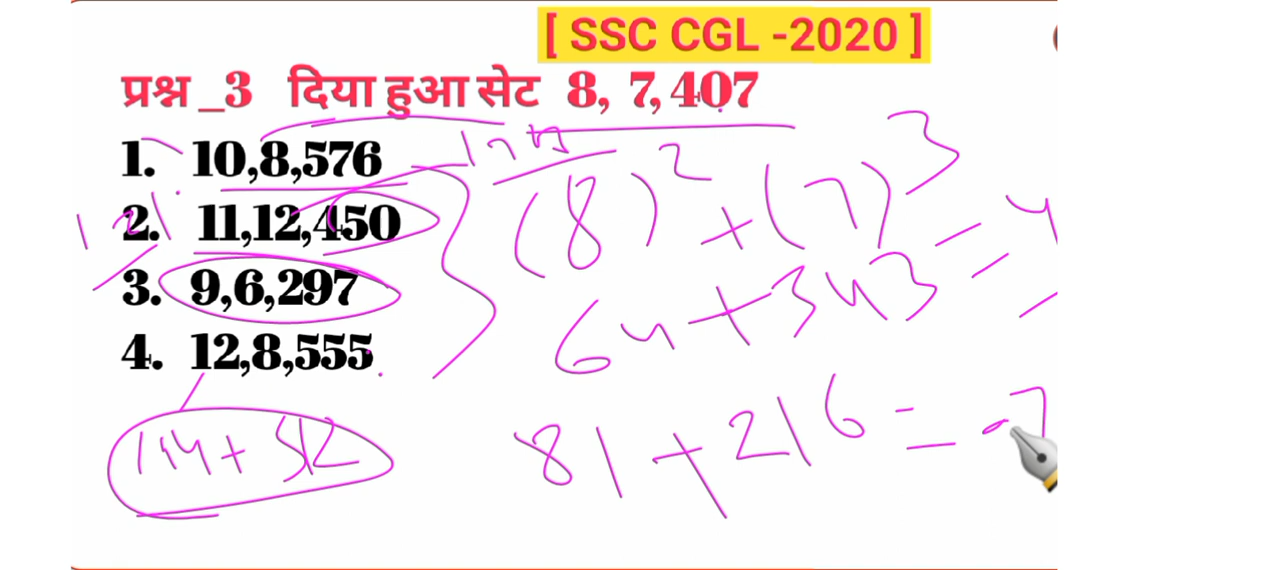 [ SSC CGL -2020 ]
प्रश्न _3 दिया हुआ सेट 8, 7, 407
1. 10,8,576
2. 11,12,450
3. 9,6,297
4. 12,8,555
(8)² + (7)³ =
64 + 343 =
144 + 512
81 + 216 =